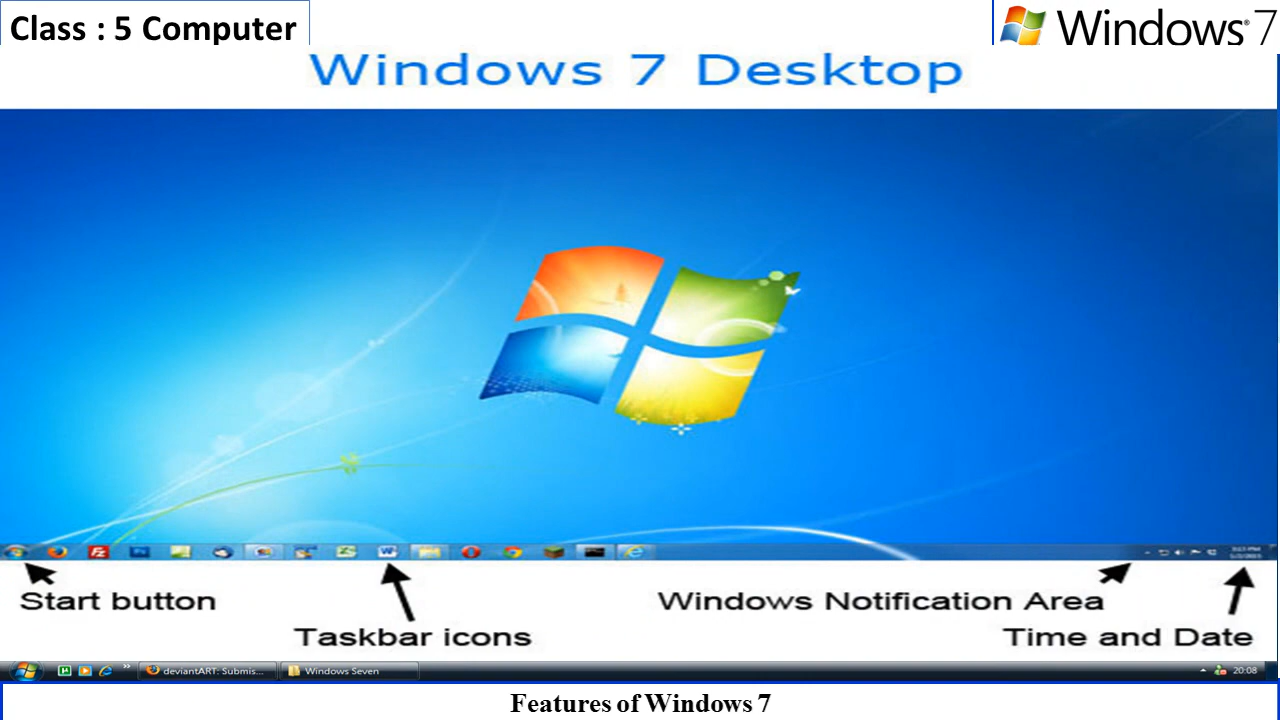 Class : 5 Computer
Windows 7
Windows 7 Desktop
Start button
Taskbar icons
Windows Notification Area
Time and Date
deviantART: Submis...
Windows Seven
20:08
Features of Windows 7